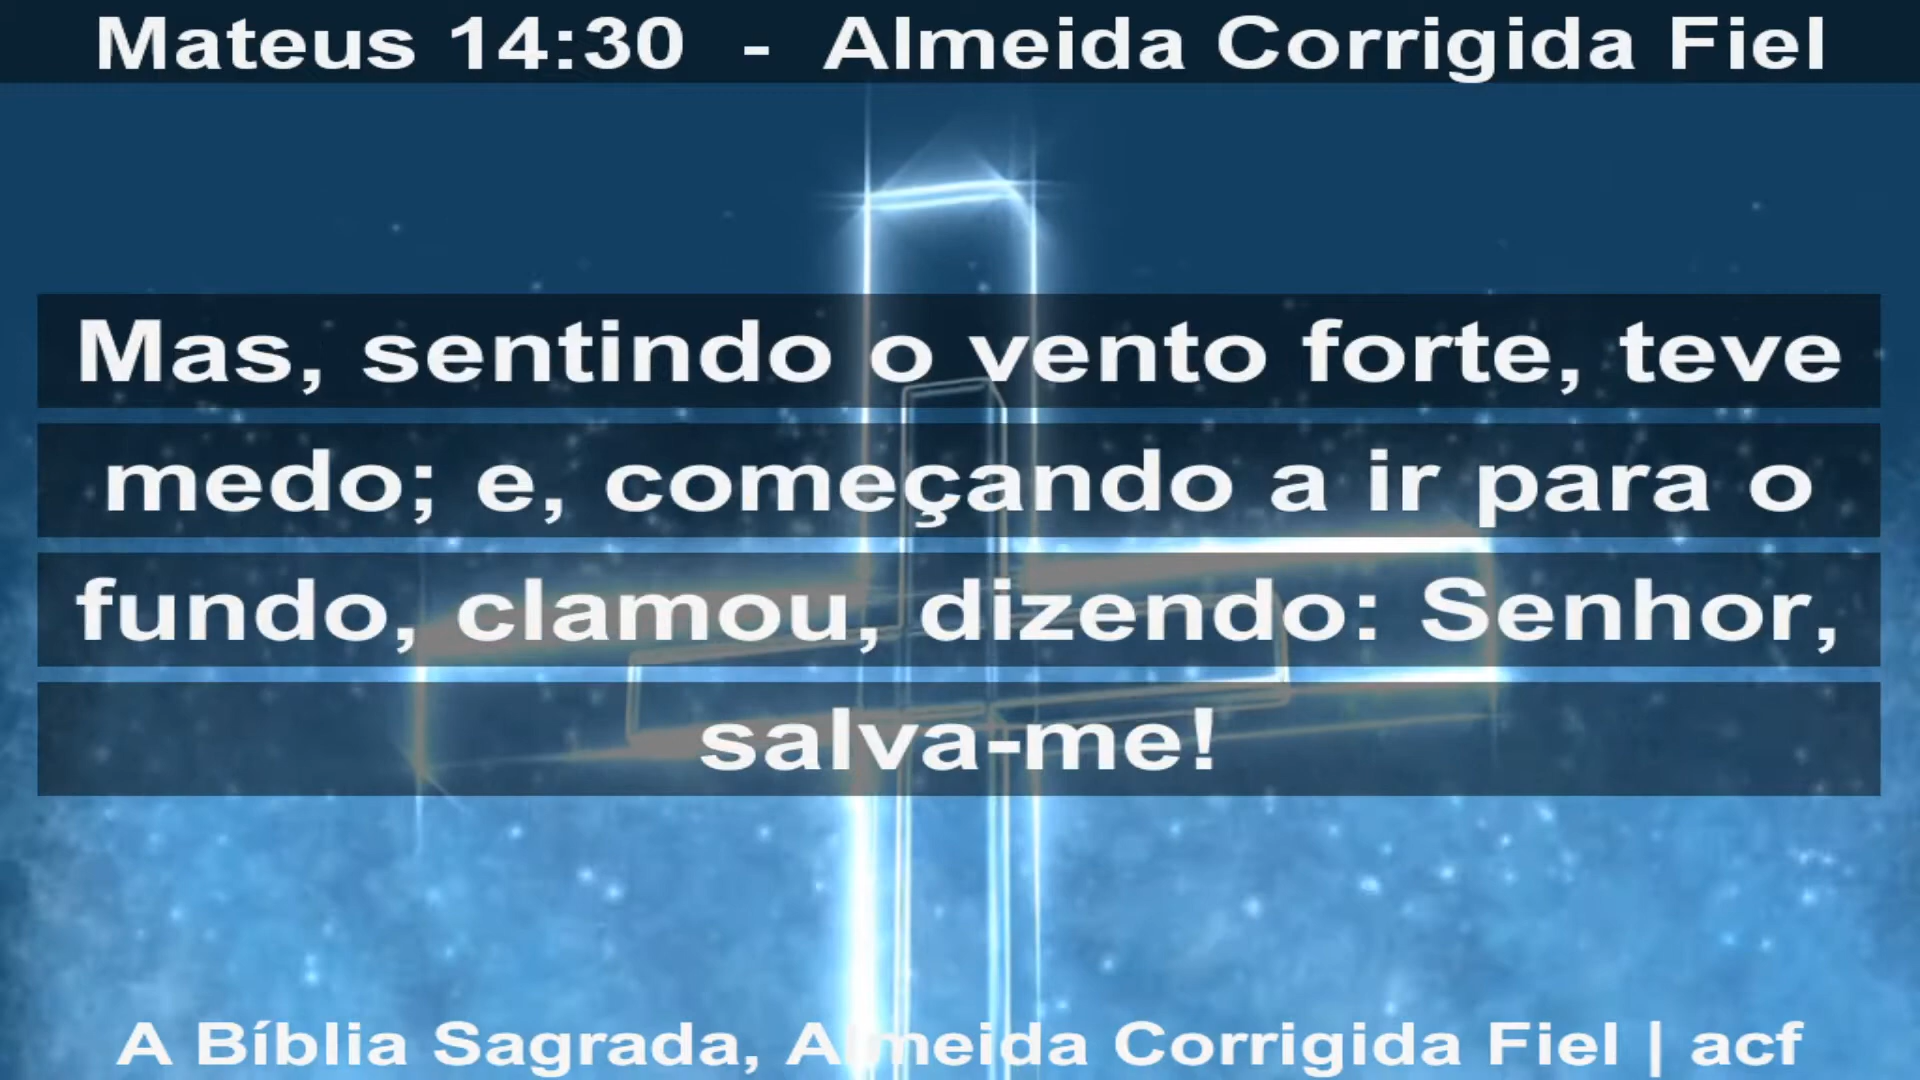 Mateus 14:30 - Almeida Corrigida Fiel
Mas, sentindo o vento forte, teve
medo; e, começando a ir para o
fundo, clamou, dizendo: Senhor,
salva-me!
A Bíblia Sagrada, Almeida Corrigida Fiel | acf